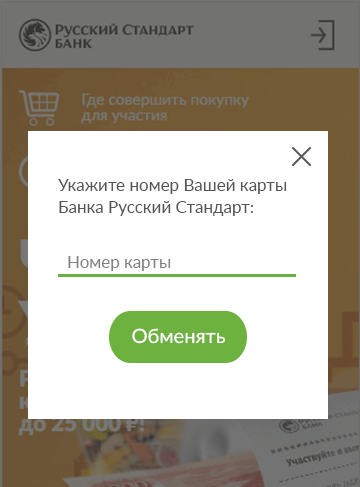 Русский Стандарт
Банк
Где совершить покупку
для участия
Укажите номер Вашей карты
Банка Русский Стандарт:
Номер карты
Обменять
до 25 000 ₽!
Участвуйте в